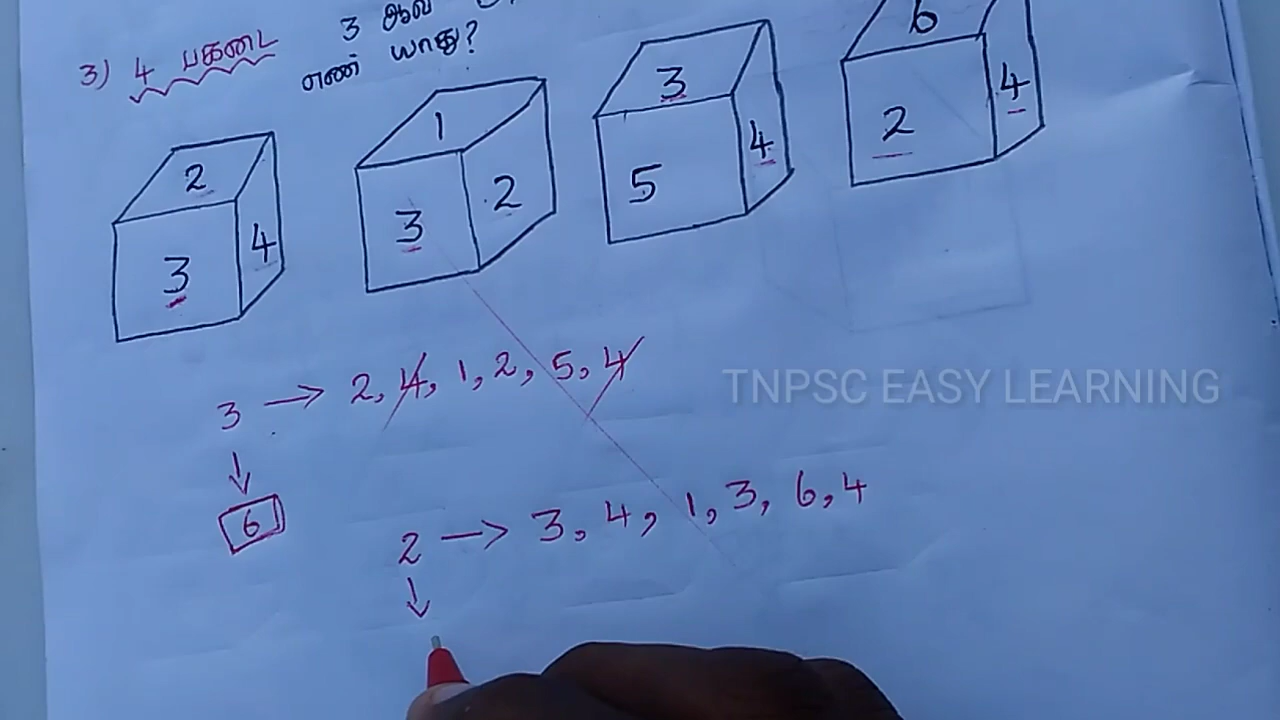 3) 4 பகடை 3 ஆவ
எண் யாது?
2 3 4
1 3 2
3 5 4
6 2 4
3 → 2, 4, 1, 2, 5, 4
6
2 → 3, 4, 1, 3, 6, 4
TNPSC EASY LEARNING